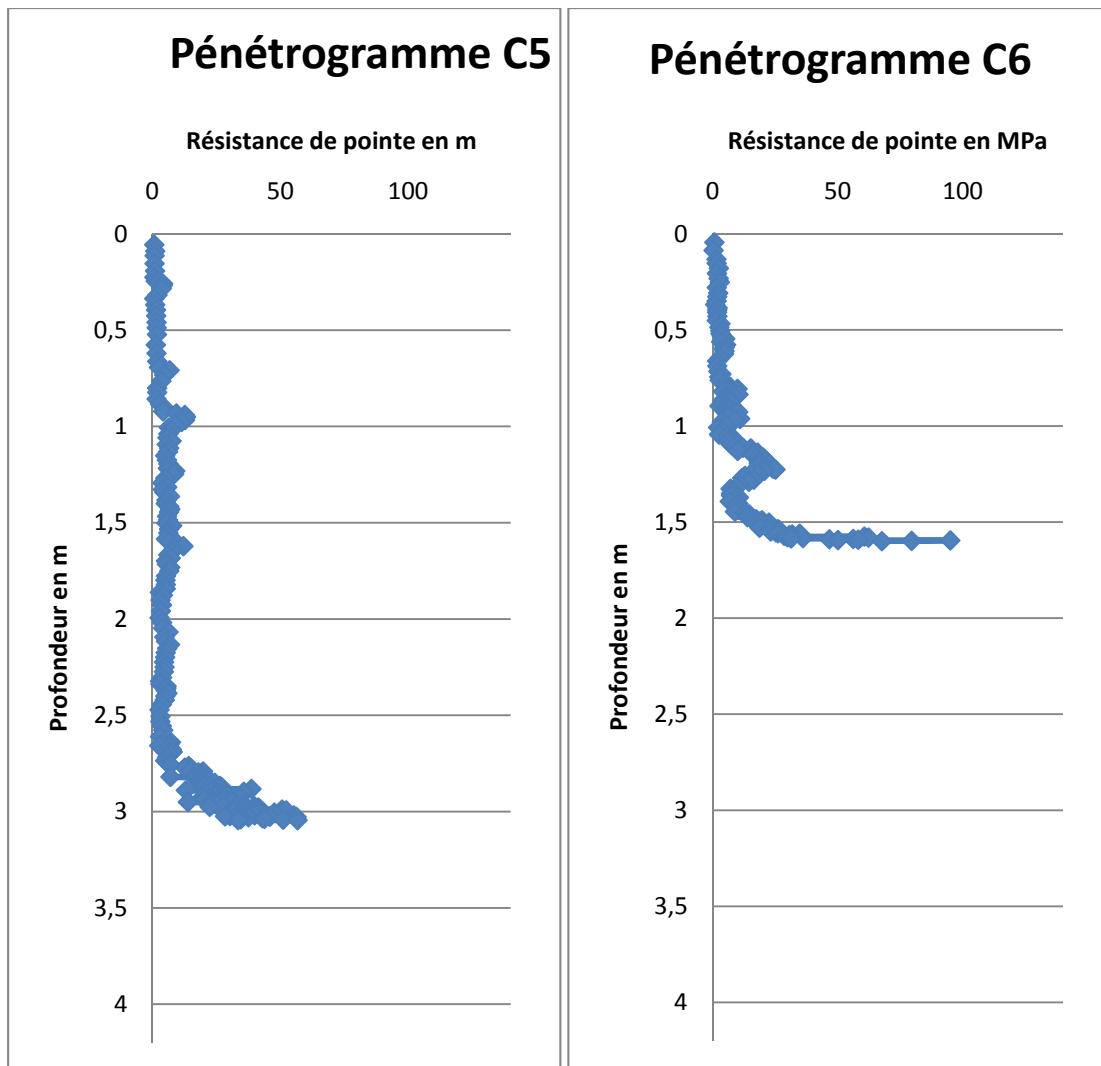 Pénétrogramme C5
Résistance de pointe en m
0 50 100
0
0,5
1
1,5
2
2,5
3
3,5
4
Profondeur en m
Pénétrogramme C6
Résistance de pointe en MPa
0 50 100
0
0,5
1
1,5
2
2,5
3
3,5
4
Profondeur en m